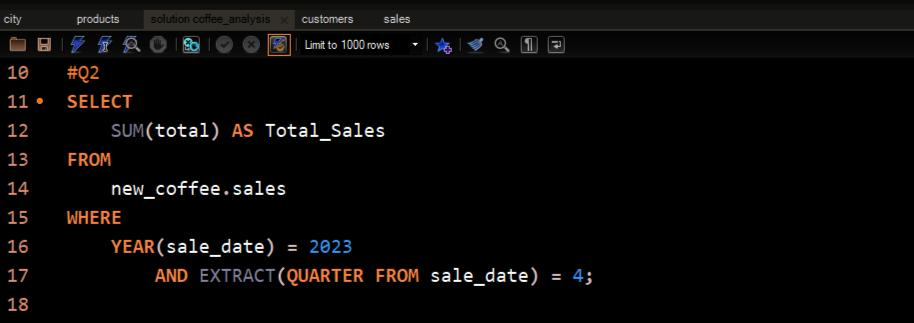 city products solution coffee_analysis × customers sales
Limit to 1000 rows
10 #Q2
11 SELECT
12 SUM(total) AS Total_Sales
13 FROM
14 new_coffee.sales
15 WHERE
16 YEAR(sale_date) = 2023
17 AND EXTRACT(QUARTER FROM sale_date) = 4;
18